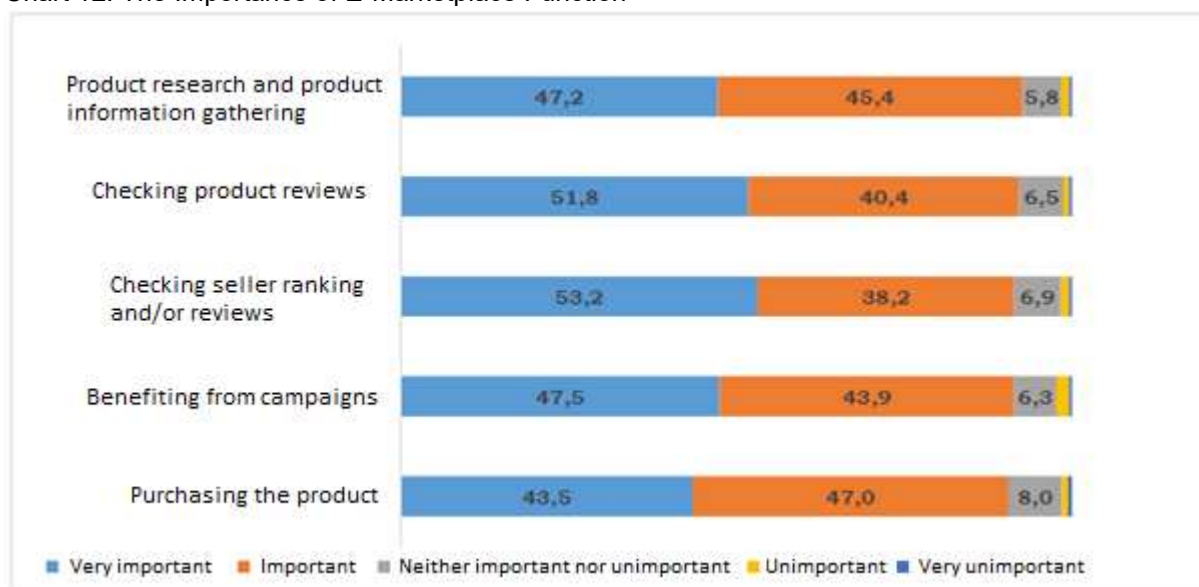 Product research and product
information gathering
47,2 45,4 5,8
Checking product reviews
51,8 40,4 6,5
Checking seller ranking
and/or reviews
53,2 38,2 6,9
Benefiting from campaigns
47,5 43,9 6,3
Purchasing the product
43,5 47,0 8,0
Very important Important Neither important nor unimportant Unimportant Very unimportant